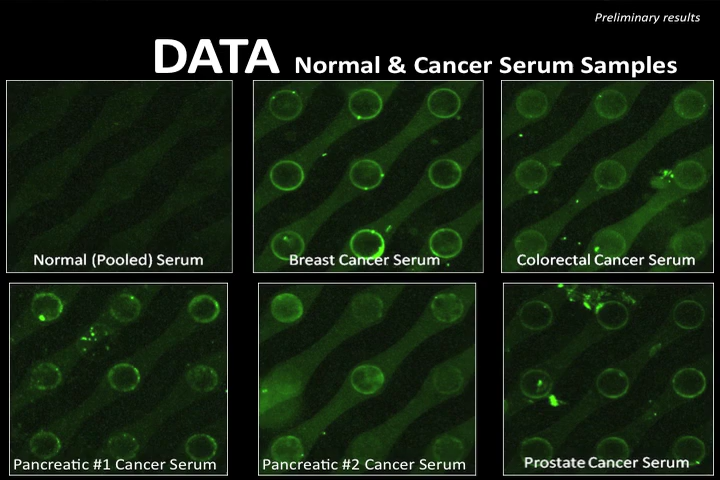 Preliminary results
DATA Normal & Cancer Serum Samples
Normal (Pooled) Serum
Breast Cancer Serum
Colorectal Cancer Serum
Pancreatic #1 Cancer Serum
Pancreatic #2 Cancer Serum
Prostate Cancer Serum